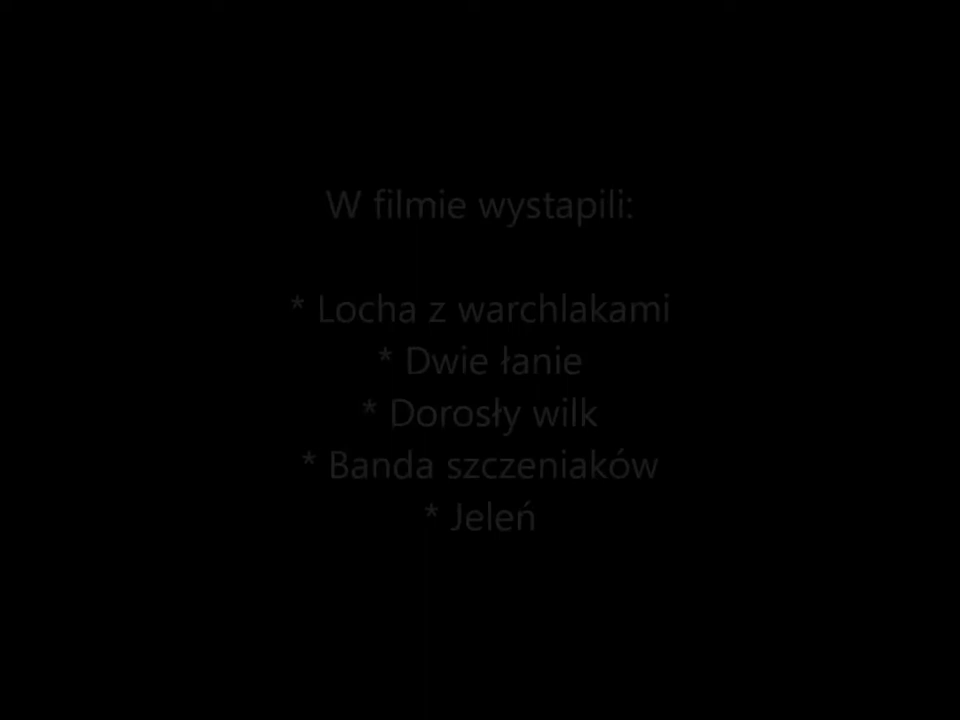 W filmie wystapili:
* Locha z warchlakami
* Dwie łanie
* Dorosły wilk
* Banda szczeniaków
* Jeleń